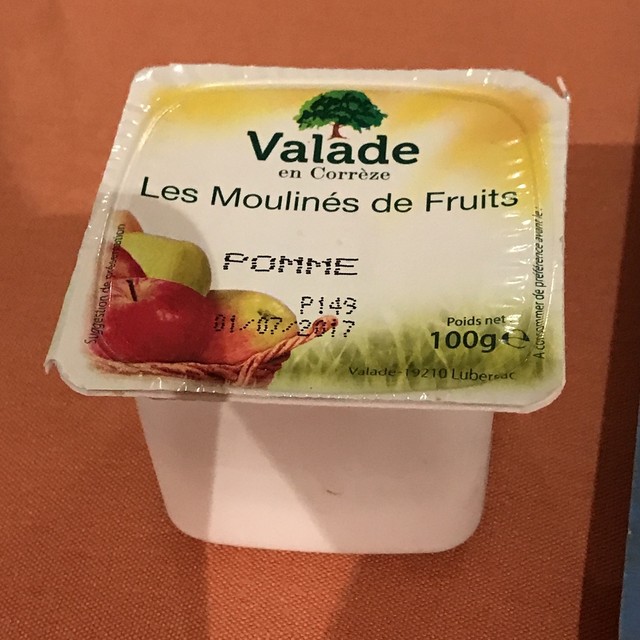 Valade
en Corrèze
Les Moulinés de Fruits
POMME
P149
01/07/2017
Poids net
100g e
Valade-19210 Lubersac
Suggestion de présentation
A consommer de préférence avant le :